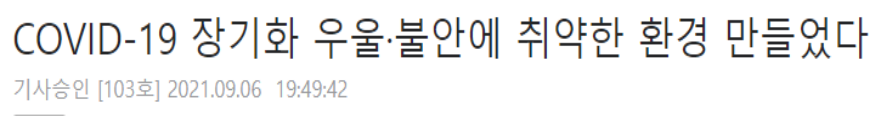 COVID-19 장기화 우울·불안에 취약한 환경 만들었다
기사승인 [103호] 2021.09.06 19:49:42